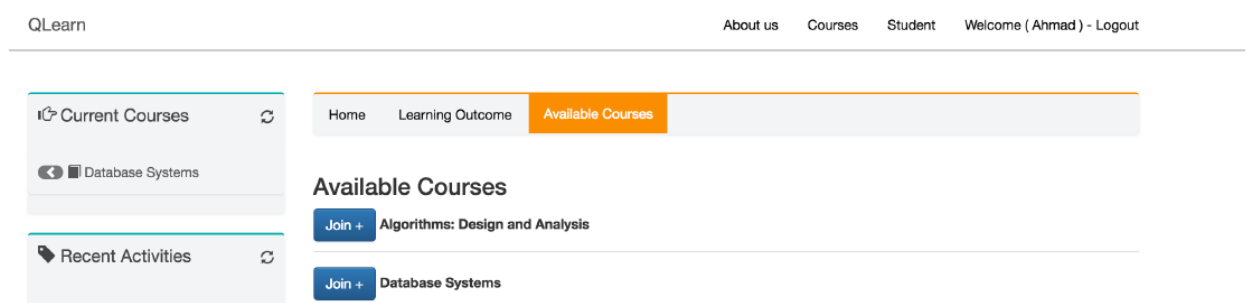 QLearn
About us Courses Student Welcome ( Ahmad ) - Logout
Current Courses
Database Systems
Recent Activities
Home Learning Outcome Available Courses
Available Courses
Join + Algorithms: Design and Analysis
Join + Database Systems